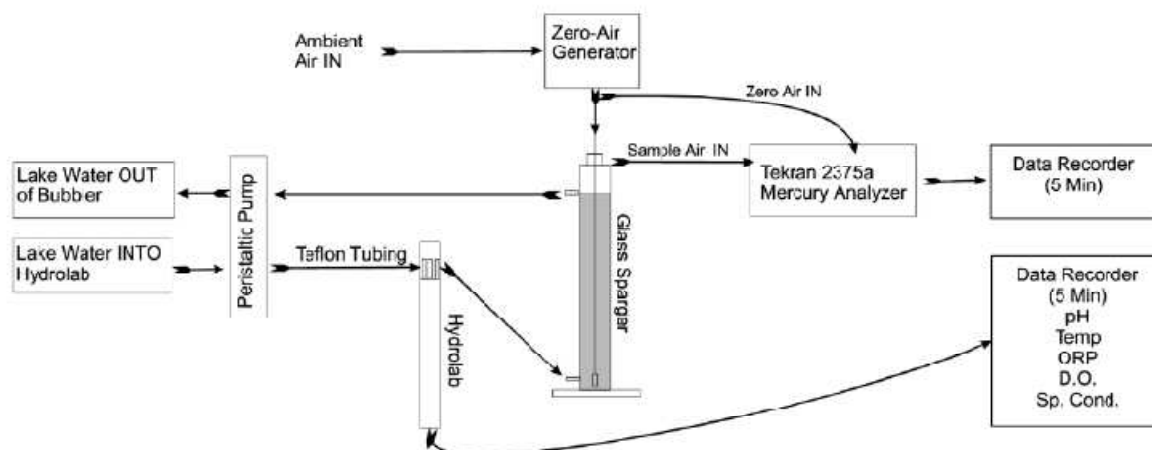 Ambient
Air IN
Zero-Air
Generator
Zero Air IN
Sample Air IN
Tekran 2375a
Mercury Analyzer
Data Recorder
(5 Min)
Lake Water OUT
of Bubbler
Peristaltic Pump
Lake Water INTO
Hydrolab
Teflon Tubing
Hydrolab
Glass Spargar
Data Recorder
(5 Min)
pH
Temp
ORP
D.O.
Sp. Cond.